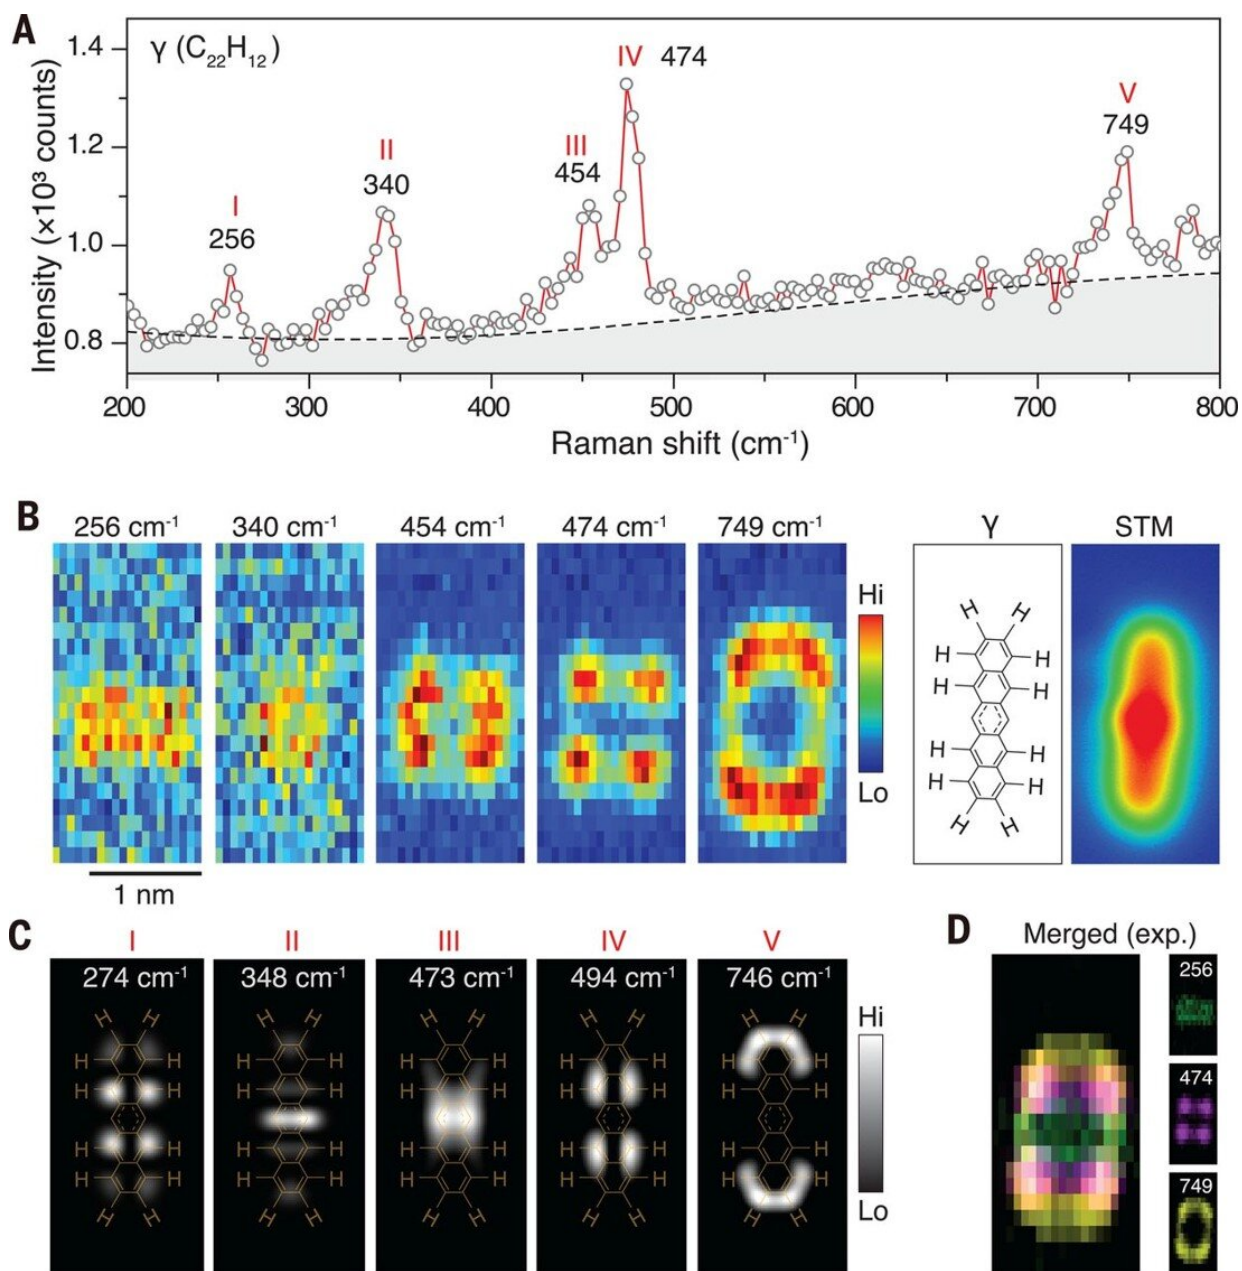 A
γ (C₂₂H₁₂)
IV 474
V
749
III
454
II
340
I
256
1.4
1.2
1.0
0.8
Intensity (×10³ counts)
200 300 400 500 600 700 800
Raman shift (cm⁻¹)
B
256 cm⁻¹ 340 cm⁻¹ 454 cm⁻¹ 474 cm⁻¹ 749 cm⁻¹ γ STM
Hi
Lo
H H
H H
H H
H H
H H
H H
1 nm
C
I II III IV V
274 cm⁻¹ 348 cm⁻¹ 473 cm⁻¹ 494 cm⁻¹ 746 cm⁻¹
H H H H H H H H H H
H H H H H H H H H H
H H H H H H H H H H
H H H H H H H H H H
H H H H H H H H H H
H H H H H H H H H H
Hi
Lo
D
Merged (exp.)
256
474
749